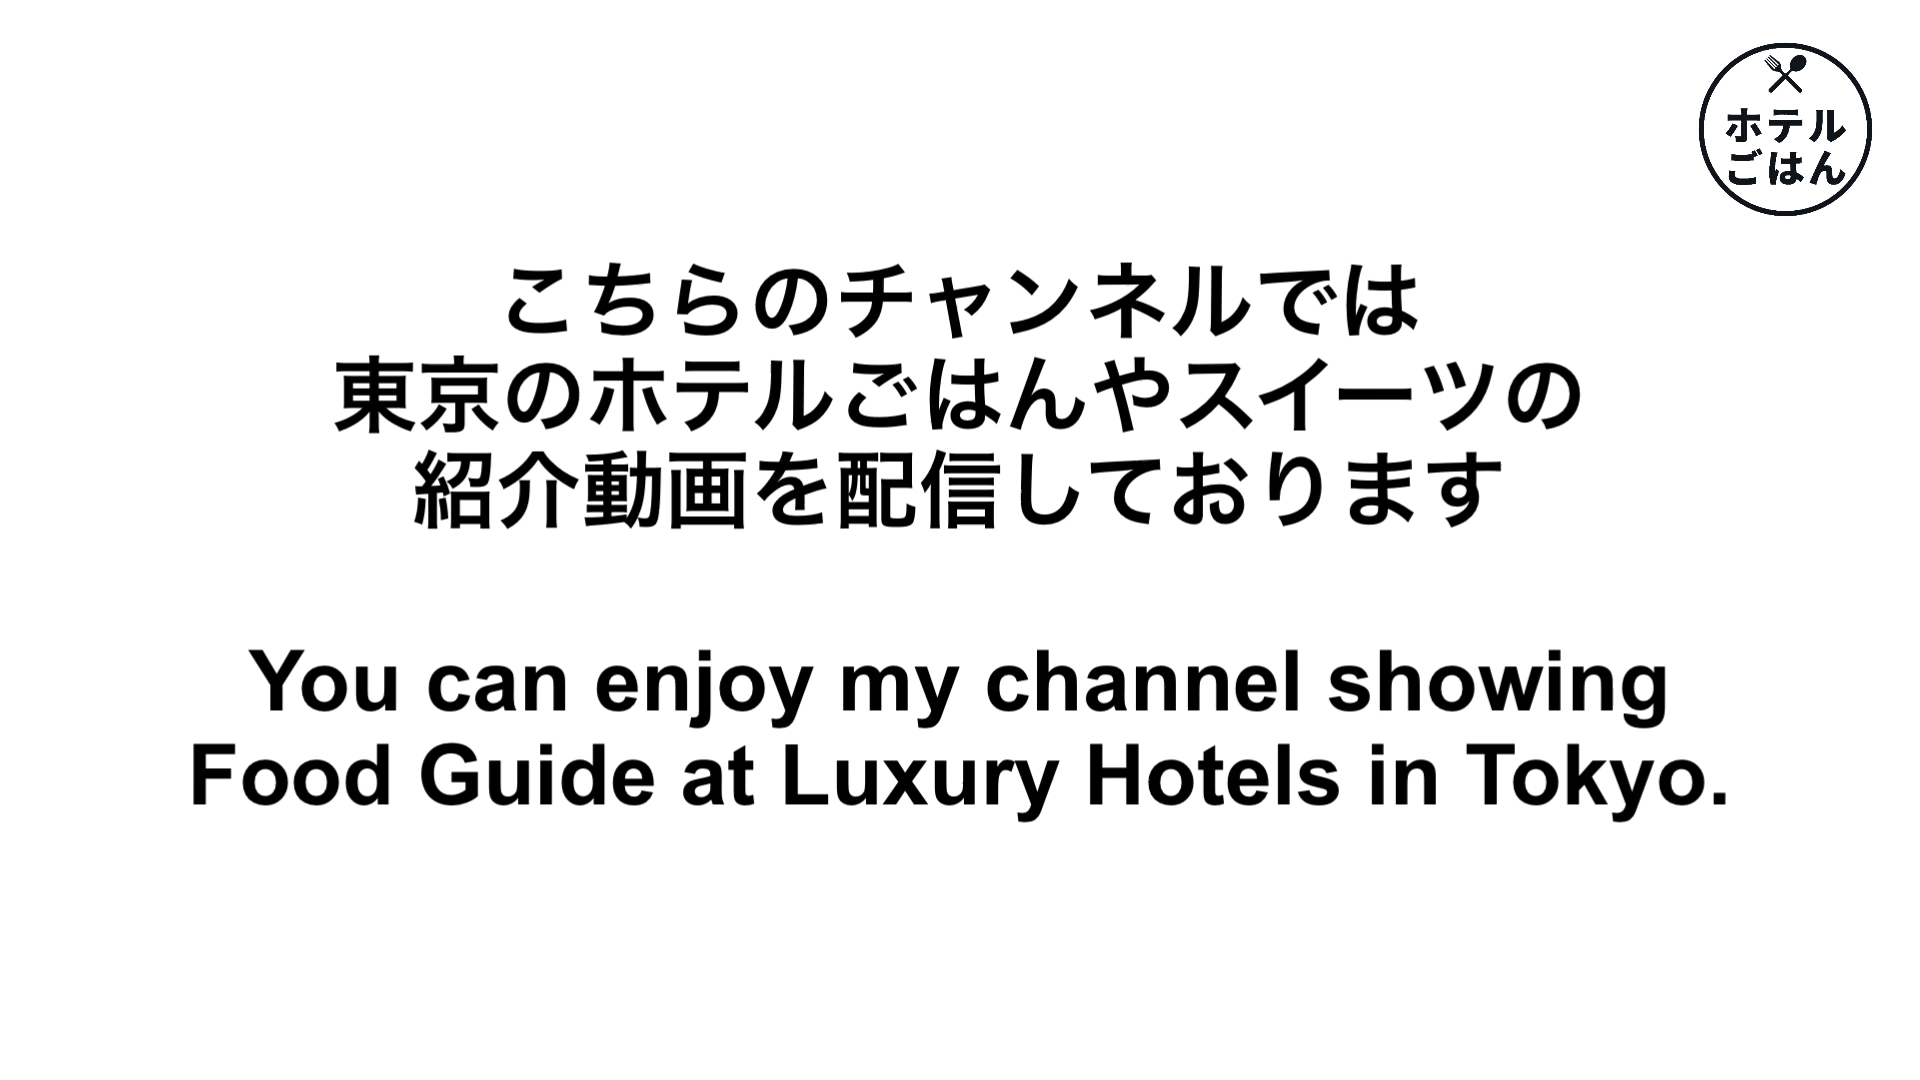 ホテル
ごはん
こちらのチャンネルでは
東京のホテルごはんやスイーツの
紹介動画を配信しております
You can enjoy my channel showing
Food Guide at Luxury Hotels in Tokyo.